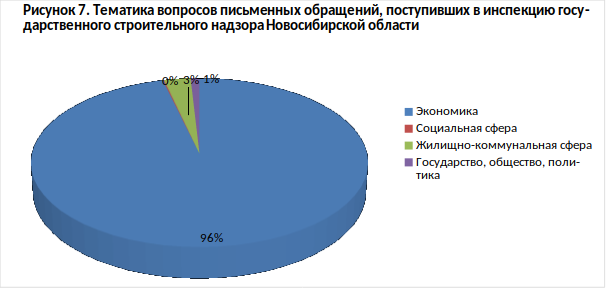 Рисунок 7. Тематика вопросов письменных обращений, поступивших в инспекцию госу-
дарственного строительного надзора Новосибирской области
0% 3% 1%
Экономика
Социальная сфера
Жилищно-коммунальная сфера
Государство, общество, поли-
тика
96%